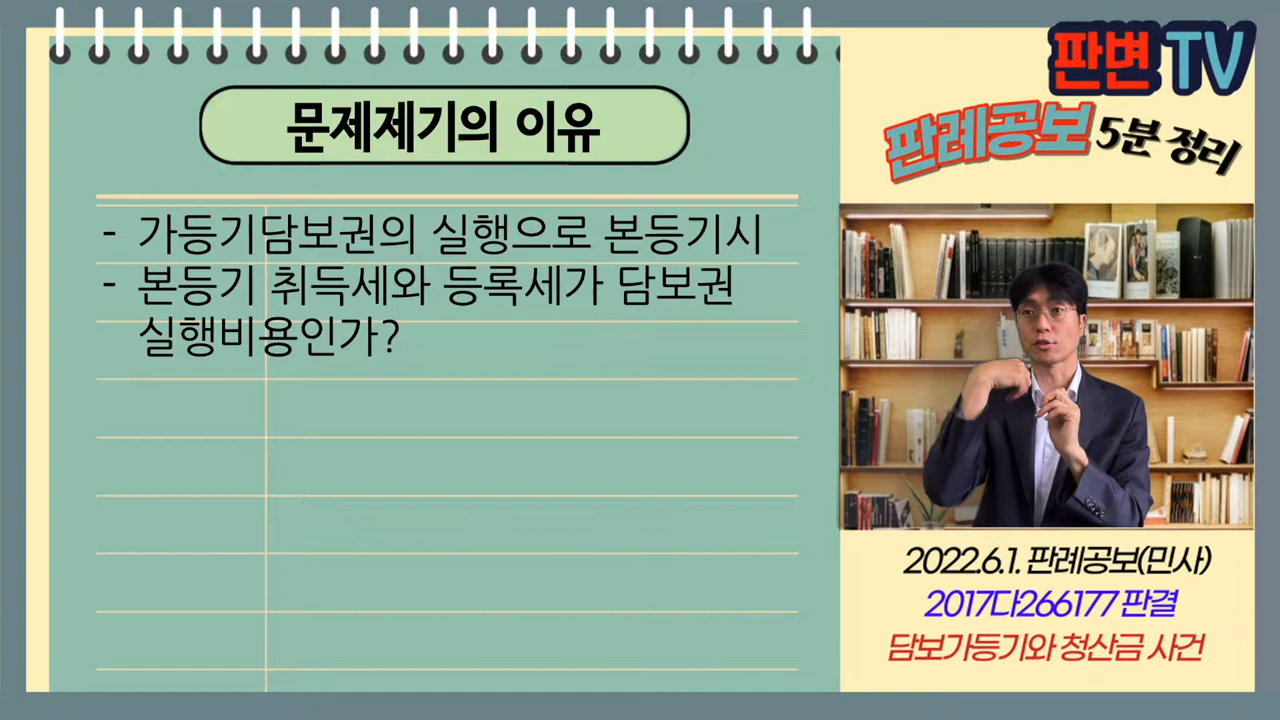 판변 TV
판례공보 5분 정리
문제제기의 이유
- 가등기담보권의 실행으로 본등기시
- 본등기 취득세와 등록세가 담보권
실행비용인가?
2022.6.1. 판례공보(민사)
2017다266177 판결
담보가등기와 청산금 사건